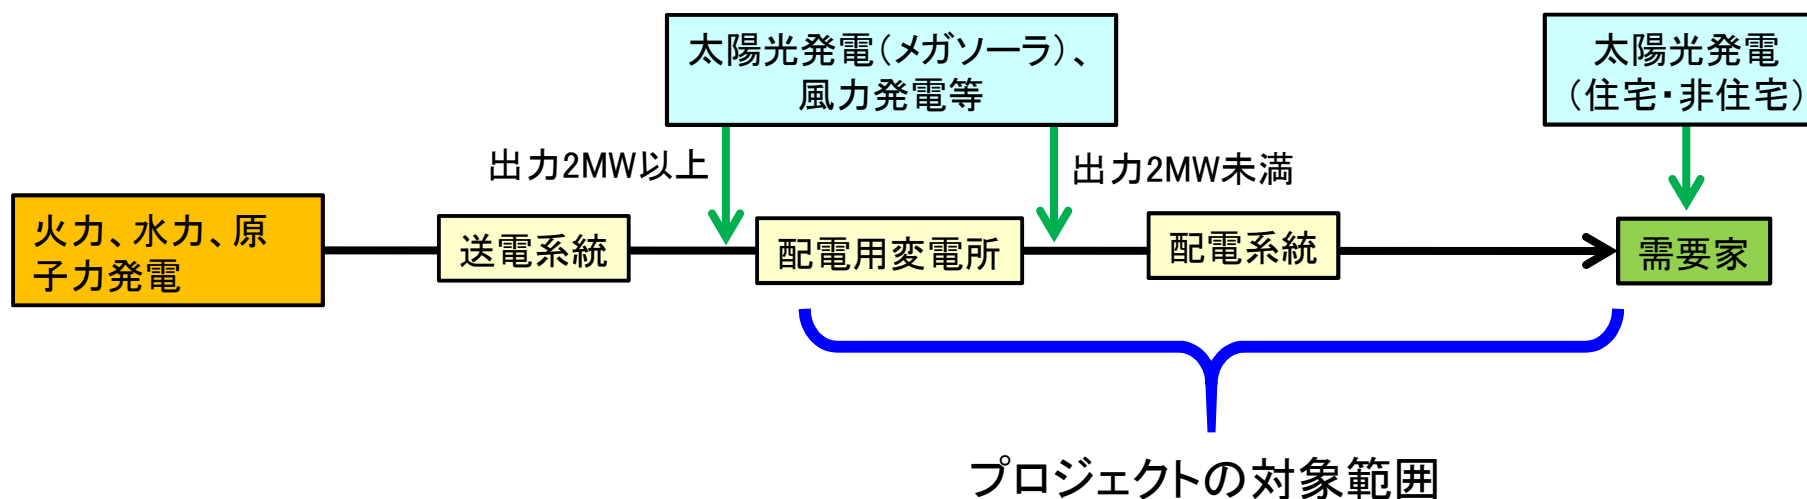 太陽光発電(メガソーラ)、
風力発電等
太陽光発電
(住宅・非住宅)
出力2MW以上
出力2MW未満
火力、水力、原
子力発電
送電系統
配電用変電所
配電系統
需要家
プロジェクトの対象範囲